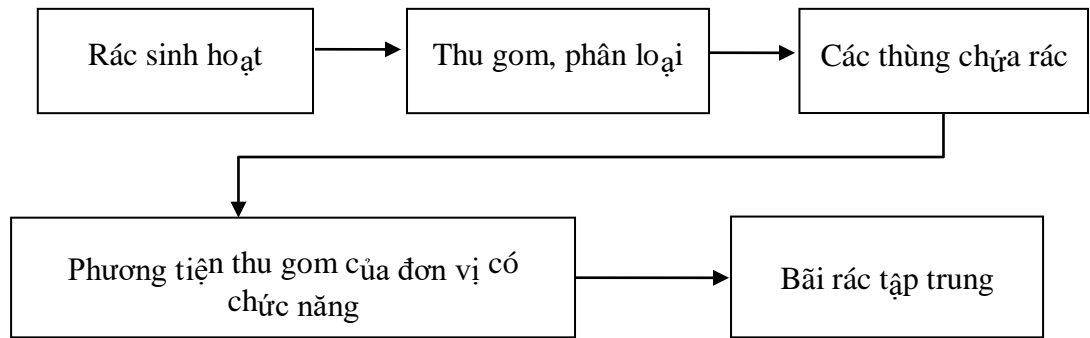 Rác sinh hoạt
Thu gom, phân loại
Các thùng chứa rác
Phương tiện thu gom của đơn vị có
chức năng
Bãi rác tập trung